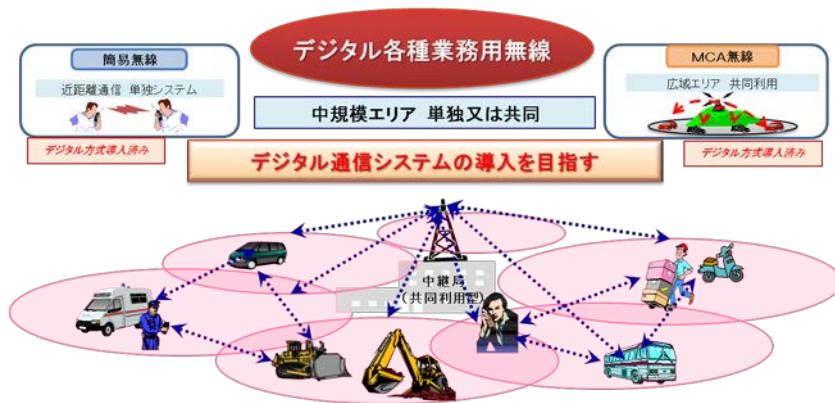 デジタル各種業務用無線
簡易無線
近距離通信 単独システム
デジタル方式導入済み
中規模エリア 単独又は共同
MCA無線
広域エリア 共同利用
デジタル方式導入済み
デジタル通信システムの導入を目指す
中継局
(共同利用型)